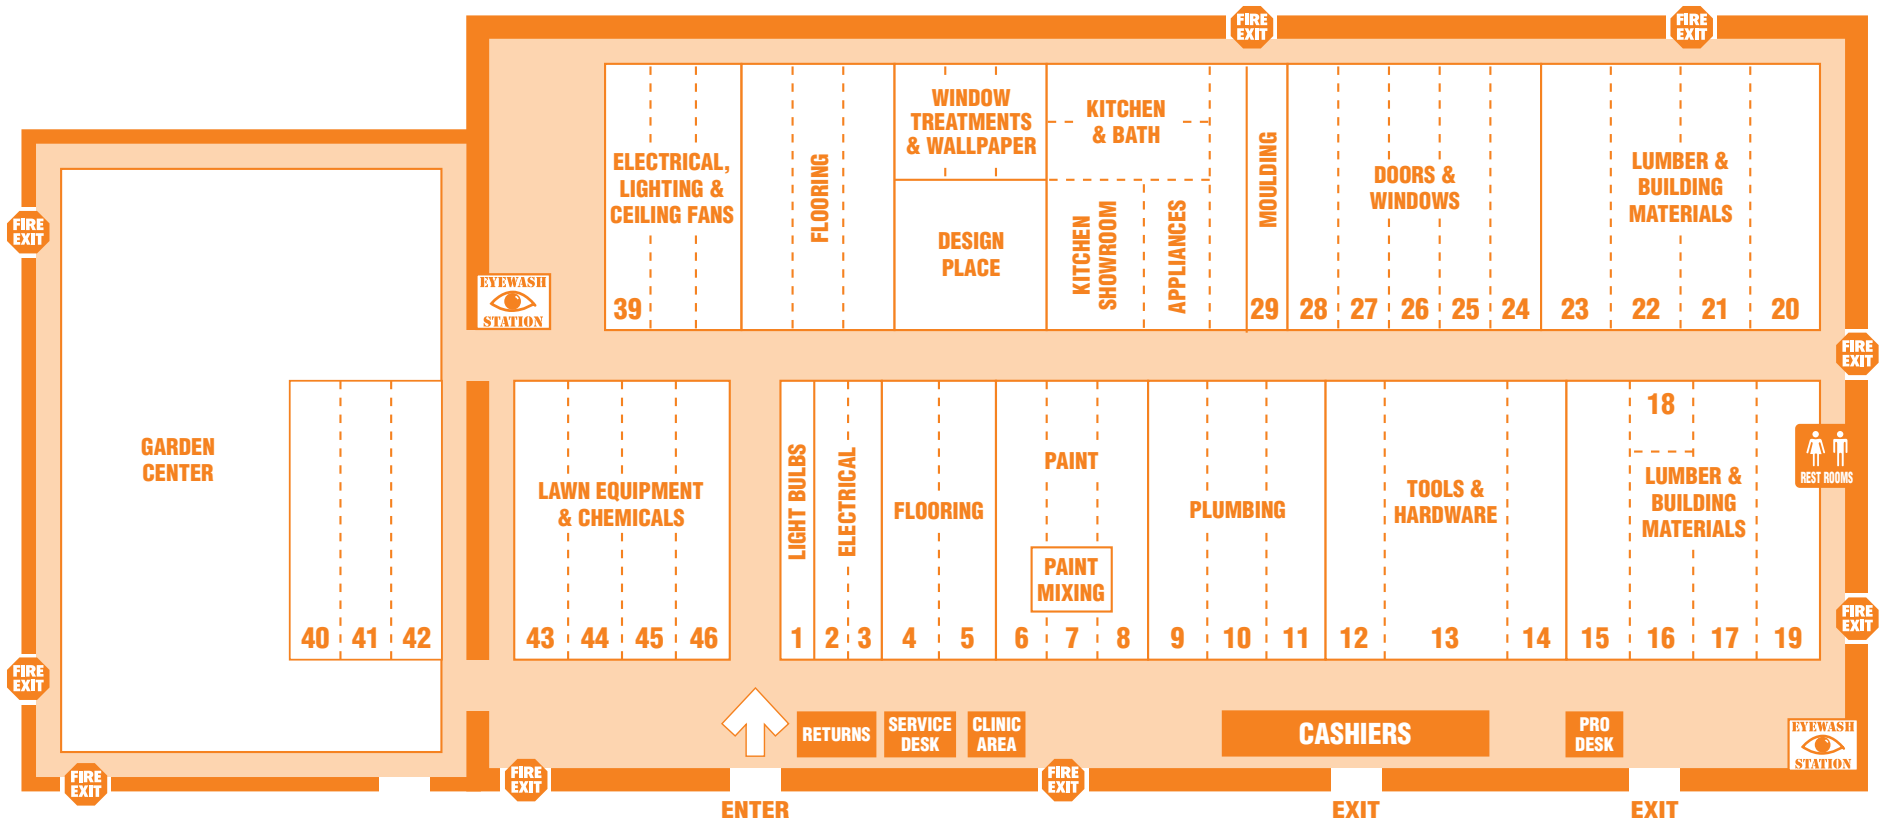 FIRE
EXIT
FIRE
EXIT
WINDOW
TREATMENTS
& WALLPAPER
KITCHEN
& BATH
ELECTRICAL,
LIGHTING &
CEILING FANS
FLOORING
DESIGN
PLACE
KITCHEN
SHOWROOM
APPLIANCES
MOULDING
DOORS &
WINDOWS
LUMBER &
BUILDING
MATERIALS
FIRE
EXIT
EYEWASH
STATION
39
29
28
27
26
25
24
23
22
21
20
FIRE
EXIT
GARDEN
CENTER
LAWN EQUIPMENT
& CHEMICALS
LIGHT BULBS
ELECTRICAL
FLOORING
PAINT
PAINT
MIXING
PLUMBING
TOOLS &
HARDWARE
18
LUMBER &
BUILDING
MATERIALS
REST ROOMS
40
41
42
43
44
45
46
1
2
3
4
5
6
7
8
9
10
11
12
13
14
15
16
17
19
FIRE
EXIT
FIRE
EXIT
RETURNS
SERVICE
DESK
CLINIC
AREA
CASHIERS
PRO
DESK
EYEWASH
STATION
FIRE
EXIT
FIRE
EXIT
FIRE
EXIT
ENTER
EXIT
EXIT